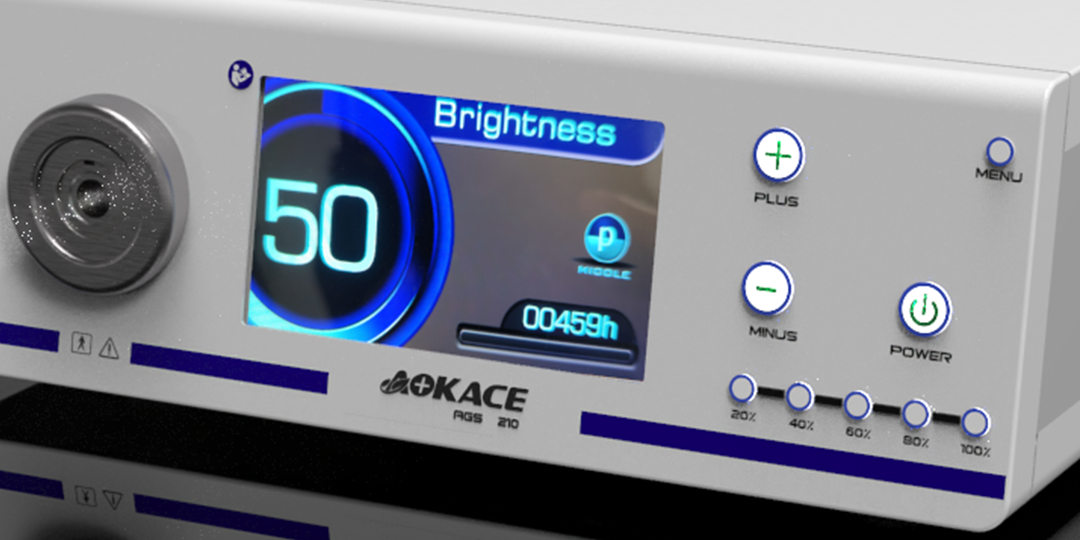 Brightness
50
P
MIDDLE
00459h
PLUS
MENU
MINUS
POWER
20%
40%
60%
80%
100%
AOKACE
AGS 210